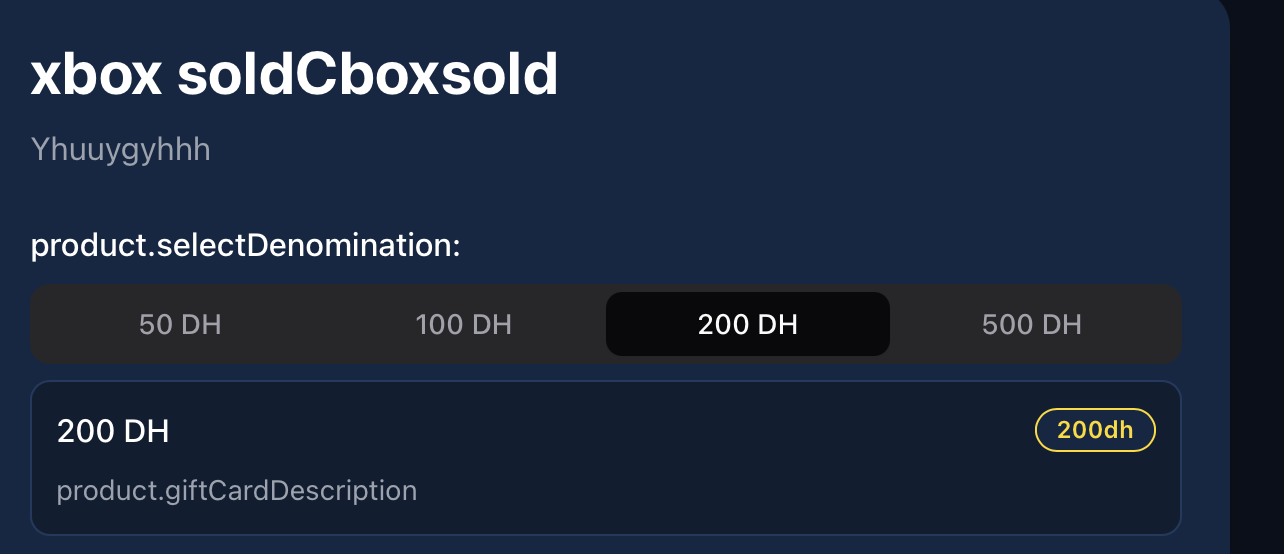 xbox soldCboxsold
Yhuuygyhhh
product.selectDenomination:
50 DH 100 DH 200 DH 500 DH
200 DH 200dh
product.giftCardDescription